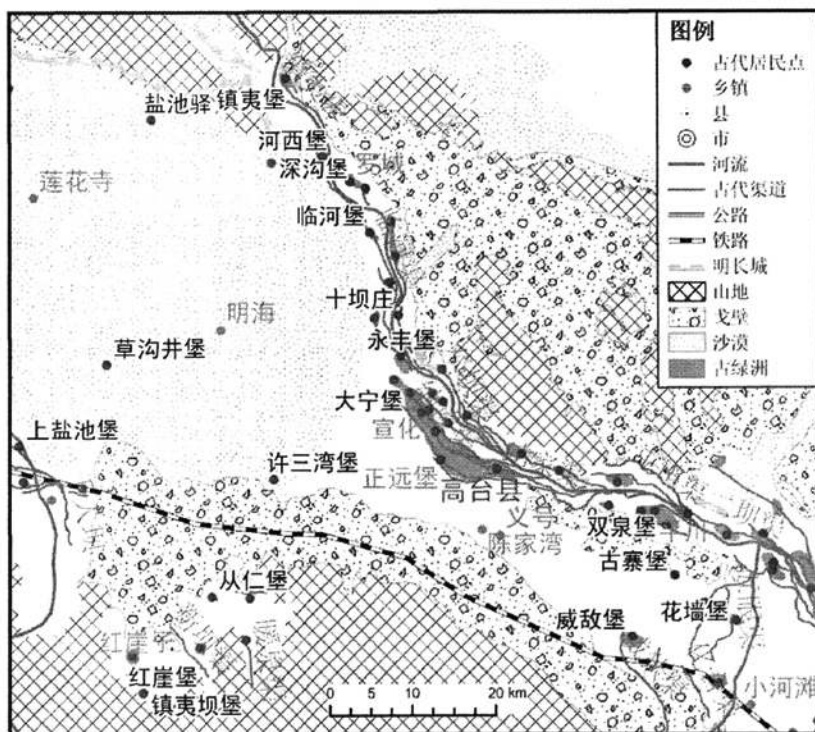 图例
古代居民点
乡镇
县
市
河流
古代渠道
公路
铁路
明长城
山地
戈壁
沙漠
古绿洲
盐池驿
镇夷堡
河西堡
深沟堡
罗城
莲花寺
临河堡
十坝庄
明海
永丰堡
草沟井堡
大宁堡
宣化
上盐池堡
许三湾堡
正远堡
高台县
义号
陈家湾
双泉堡
平川
古寨堡
从仁堡
威敌堡
花墙堡
红崖子
红崖堡
镇夷坝堡
小河滩
0 5 10 20 km